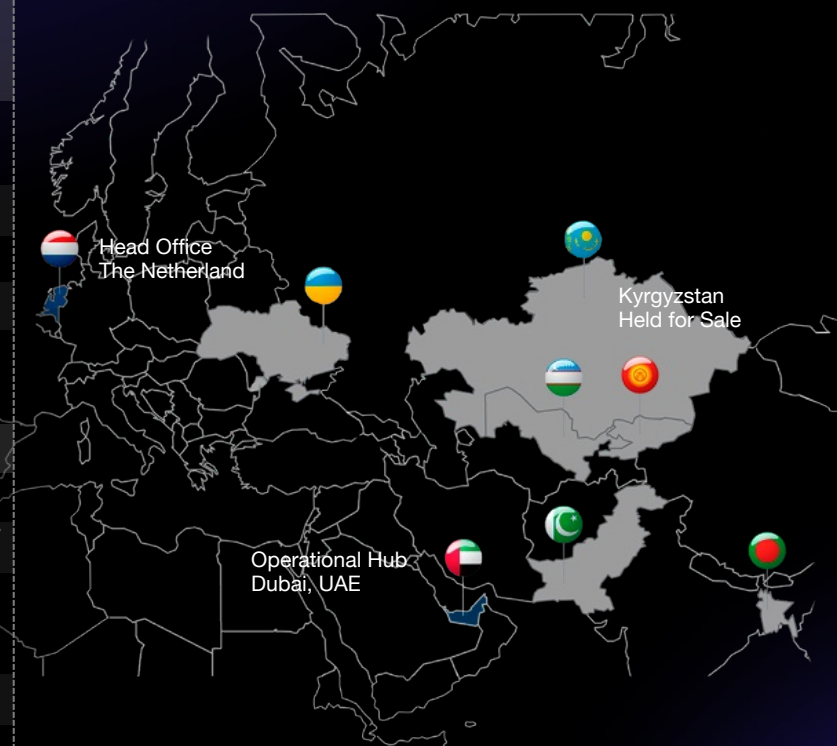 Head Office
The Netherland
Kyrgyzstan
Held for Sale
Operational Hub
Dubai, UAE